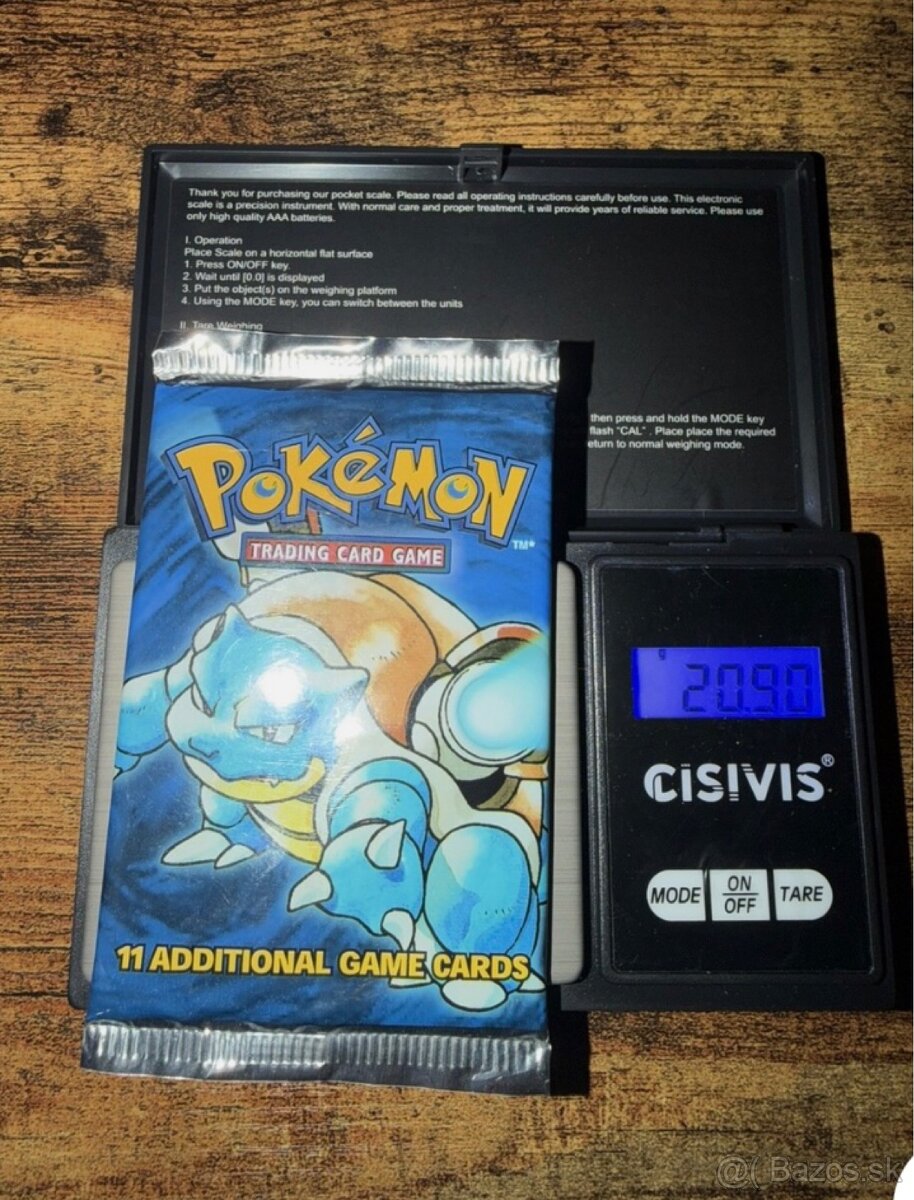 Thank you for purchasing our pocket scale. Please read all operating instructions carefully before use. This electronic
scale is a precision instrument. With normal care and proper treatment, it will provide years of reliable service. Please use
only high quality AAA batteries.
I. Operation
Place Scale on a horizontal flat surface
1. Press ON/OFF key.
2. Wait until [0.0] is displayed
3. Put the object(s) on the weighing platform
4. Using the MODE key, you can switch between the units
II. Tare Weighing
then press and hold the MODE key
flash "CAL" . Place place the required
eturn to normal weighing mode.
POKéMON
TM
TRADING CARD GAME
11 ADDITIONAL GAME CARDS
g
20.90
CISIVIS®
MODE
ON
OFF
TARE
@( Bazos.sk